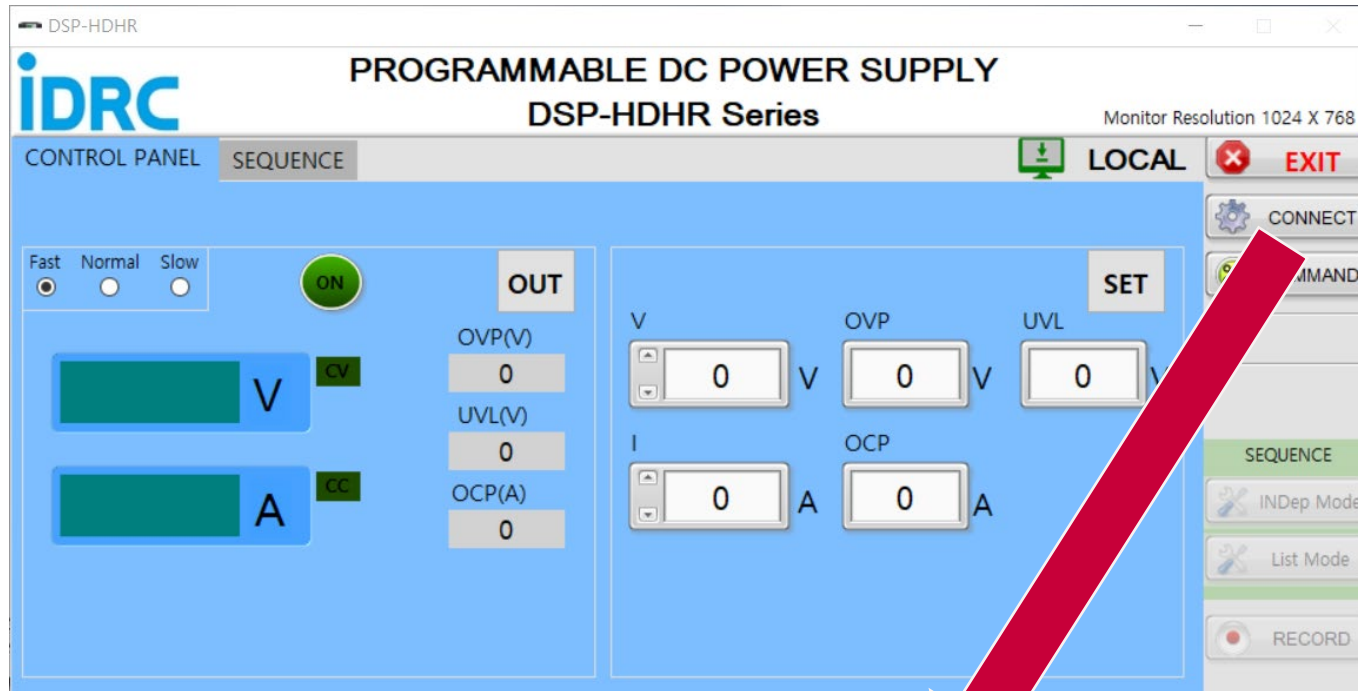 DSP-HDHR
iDRC
PROGRAMMABLE DC POWER SUPPLY
DSP-HDHR Series
Monitor Resolution 1024 X 768
CONTROL PANEL SEQUENCE LOCAL EXIT
CONNECT
Fast Normal Slow
ON OUT SET
MMAND
V OVP UVL
OVP(V)
0
V CV
0 V 0 V 0 V
UVL(V)
0
I OCP
SEQUENCE
OCP(A)
0
A CC
0 A 0 A
INDep Mode
List Mode
RECORD